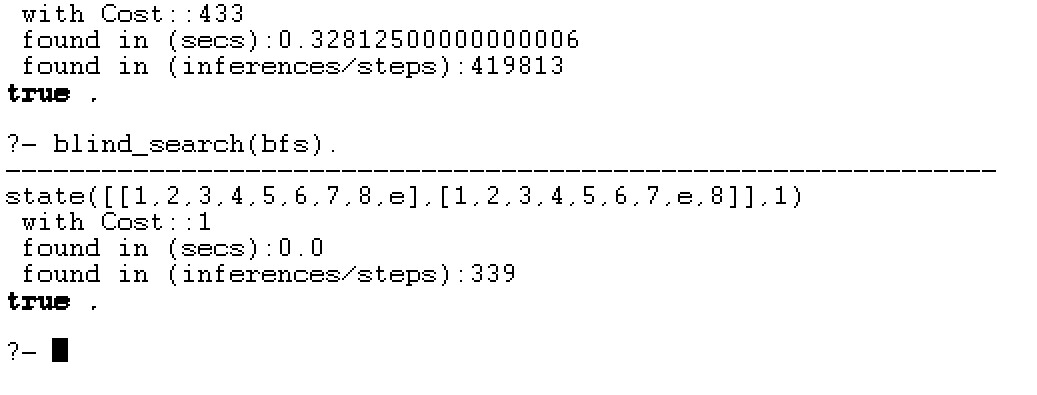 with Cost::433
found in (secs):0.32812500000000006
found in (inferences/steps):419813
true .
?- blind_search(bfs).
----------------------------------------------------------------
state([[1,2,3,4,5,6,7,8,e],[1,2,3,4,5,6,7,e,8]],1)
with Cost::1
found in (secs):0.0
found in (inferences/steps):339
true .
?-